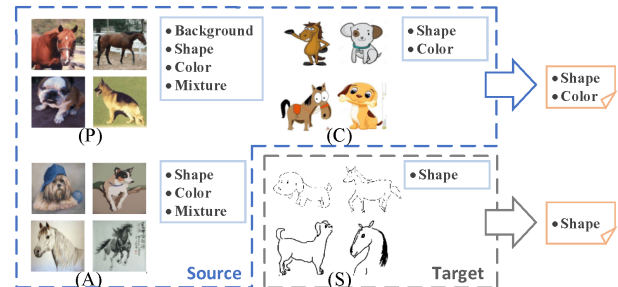 • Background
• Shape
• Color
• Mixture
(P)
• Shape
• Color
(C)
• Shape
• Color
• Shape
• Color
• Mixture
(A)
Source
• Shape
(S)
Target
• Shape